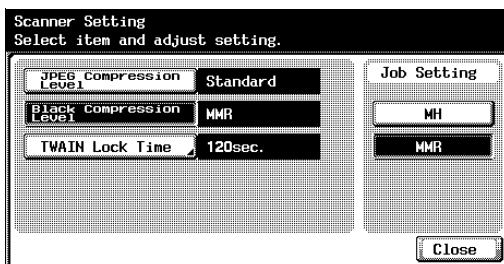 Scanner Setting
Select item and adjust setting.
JPEG Compression
Level
Standard
Black Compression
Level
MMR
TWAIN Lock Time
120sec.
Job Setting
MH
MMR
Close